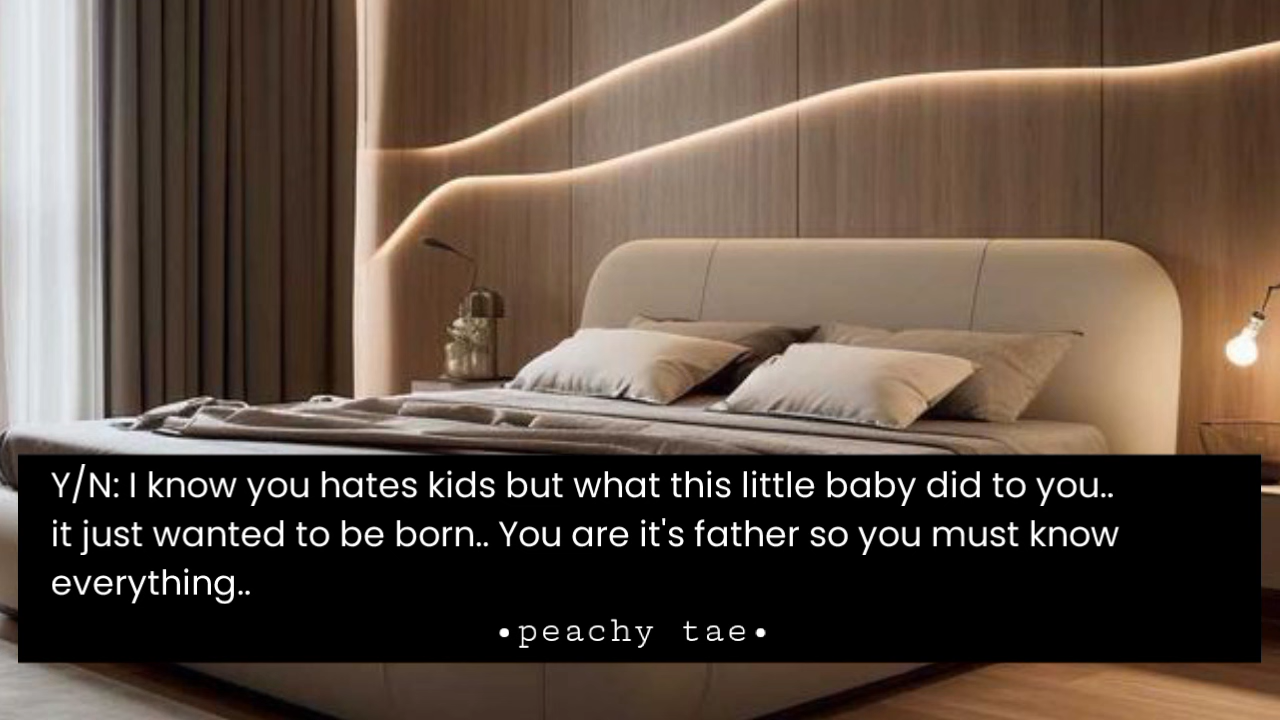 Y/N: I know you hates kids but what this little baby did to you..
it just wanted to be born.. You are it's father so you must know
everything..
•peachy tae•